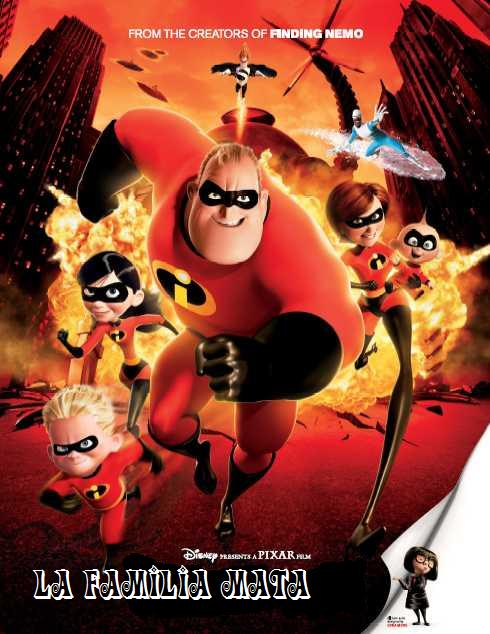 FROM THE CREATORS OF FINDING NEMO
DISNEY PRESENTS A PIXAR FILM
LA FAMILIA MATA